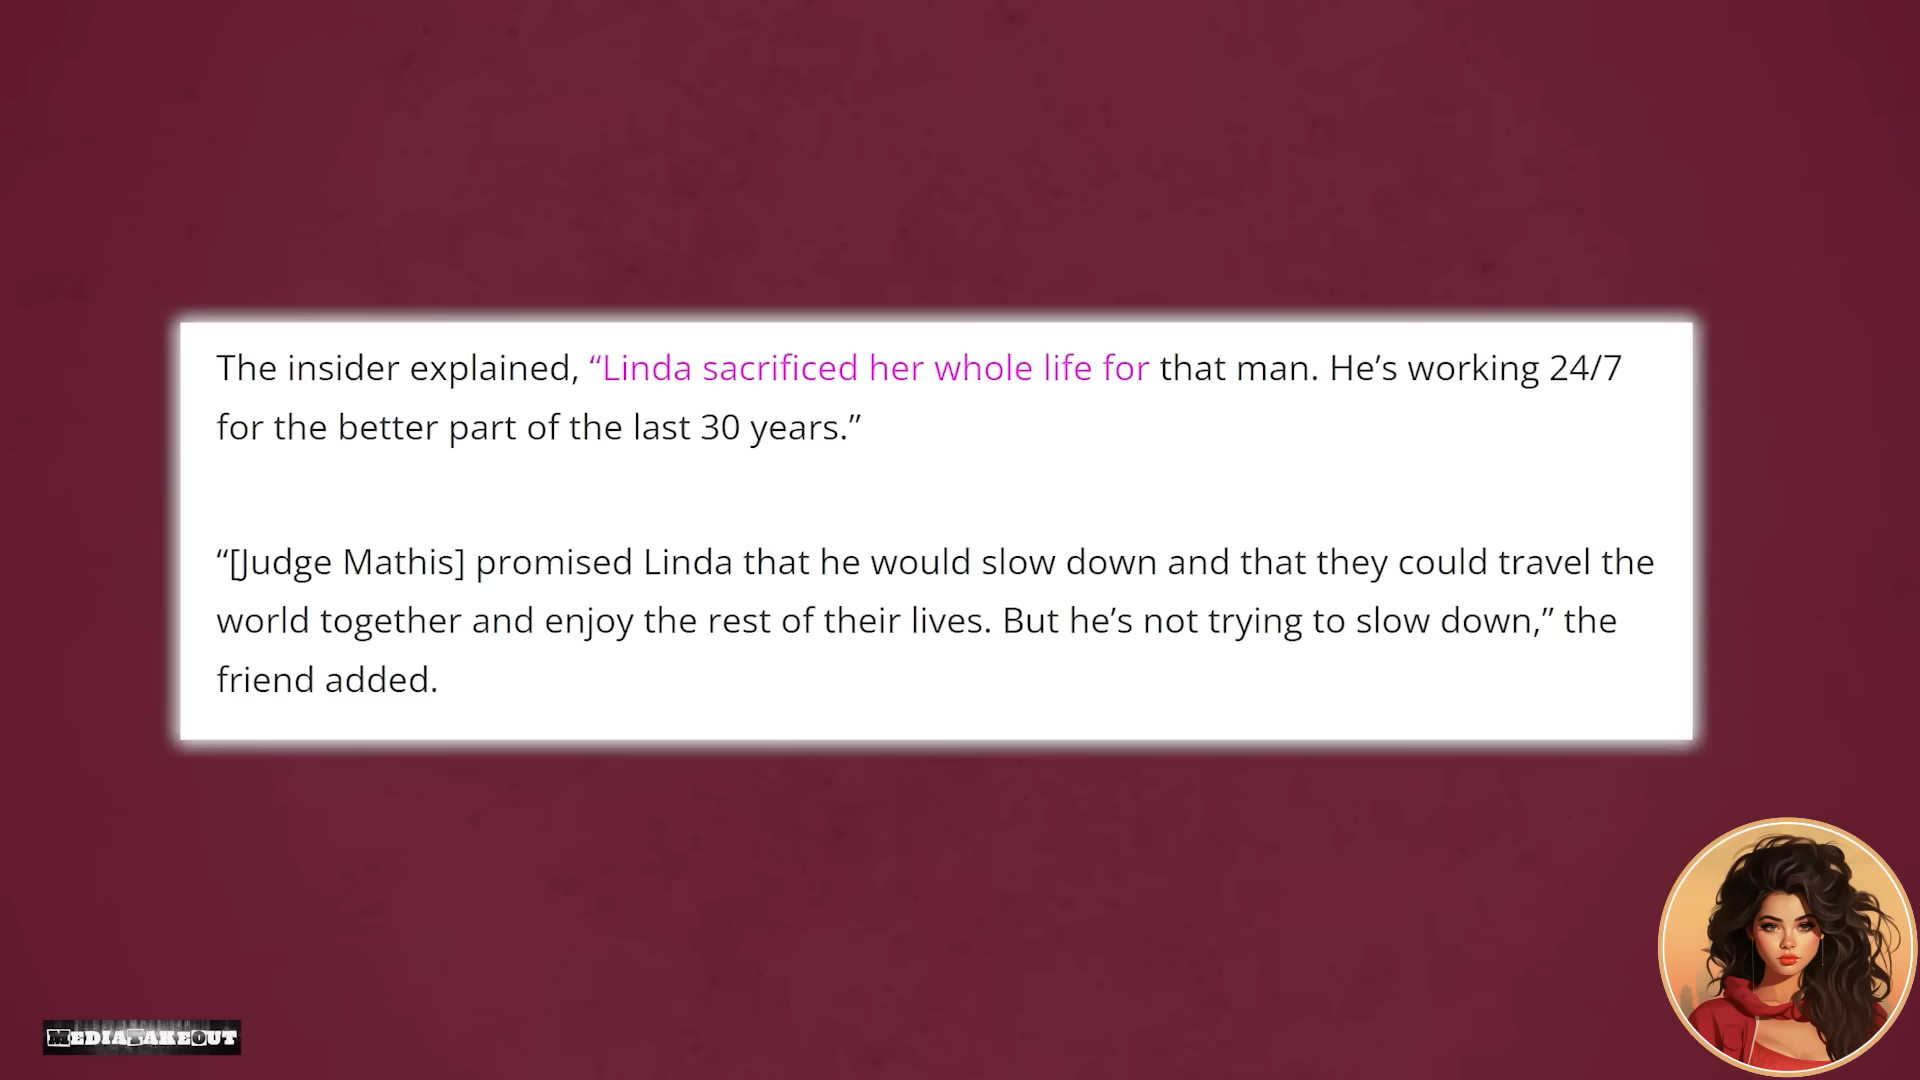 The insider explained, “Linda sacrificed her whole life for that man. He’s working 24/7
for the better part of the last 30 years.”
“[Judge Mathis] promised Linda that he would slow down and that they could travel the
world together and enjoy the rest of their lives. But he’s not trying to slow down,” the
friend added.
MEDIATAKEOUT